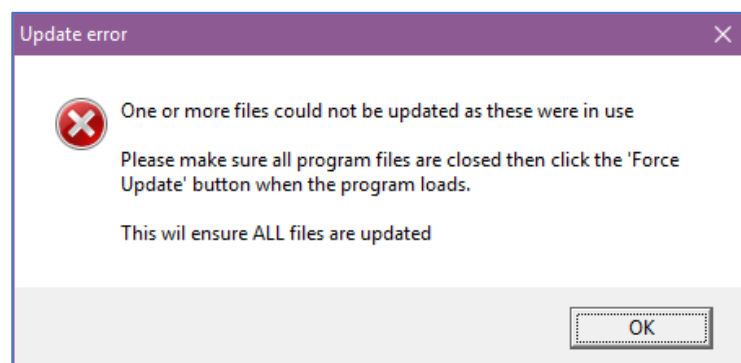 Update error
One or more files could not be updated as these were in use
Please make sure all program files are closed then click the 'Force
Update' button when the program loads.
This wil ensure ALL files are updated
OK